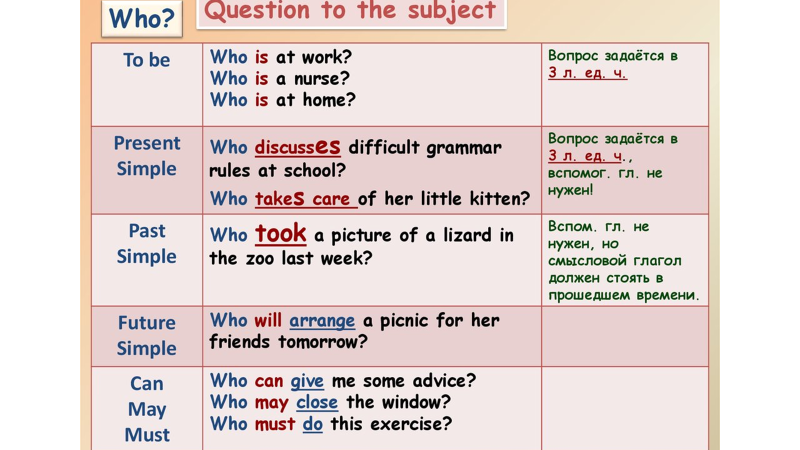 Who?
Question to the subject
To be
Who is at work?
Who is a nurse?
Who is at home?
Вопрос задаётся в
3 л. ед. ч.
Present
Simple
Who discusses difficult grammar
rules at school?
Who takes care of her little kitten?
Вопрос задаётся в
3 л. ед. ч.,
вспомог. гл. не
нужен!
Past
Simple
Who took a picture of a lizard in
the zoo last week?
Вспом. гл. не
нужен, но
смысловой глагол
должен стоять в
прошедшем времени.
Future
Simple
Who will arrange a picnic for her
friends tomorrow?
Can
May
Must
Who can give me some advice?
Who may close the window?
Who must do this exercise?